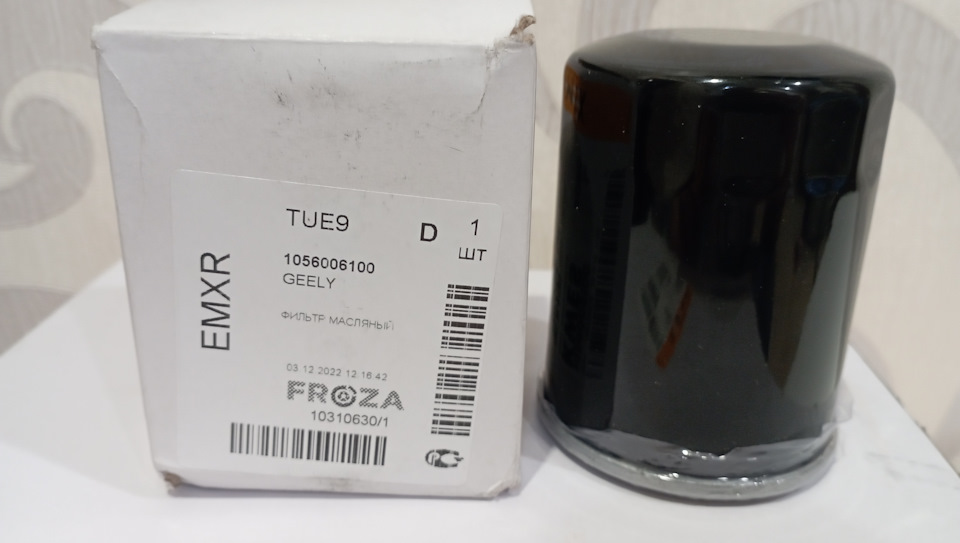 TUE9
D
1
ШТ
1056006100
GEELY
EMXR
ФИЛЬТР МАСЛЯНЫЙ
03 12 2022 12.16.42
FROZA
10310630/1